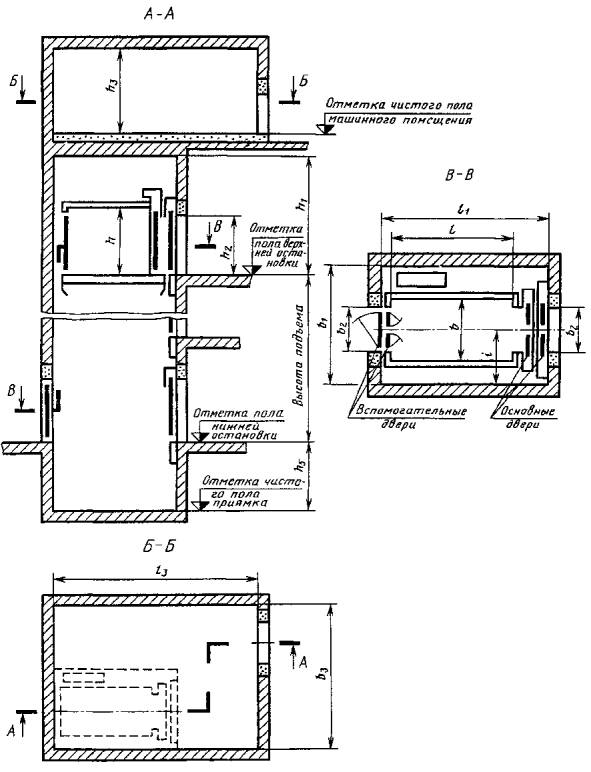 А-А
Б
Б
h₃
Отметка чистого пола
машинного помещения
h₁
h
h₂
В
Отметка
пола верх-
ней оста-
новки
Высота подъема
В
Отметка пола
нижней
остановки
h₅
Отметка чисто-
го пола
приямка
В-В
l₁
l
b₁
b₂
b
i
b₂
Вспомогательные
двери
Основные
двери
Б-Б
l₃
b₃
А
А